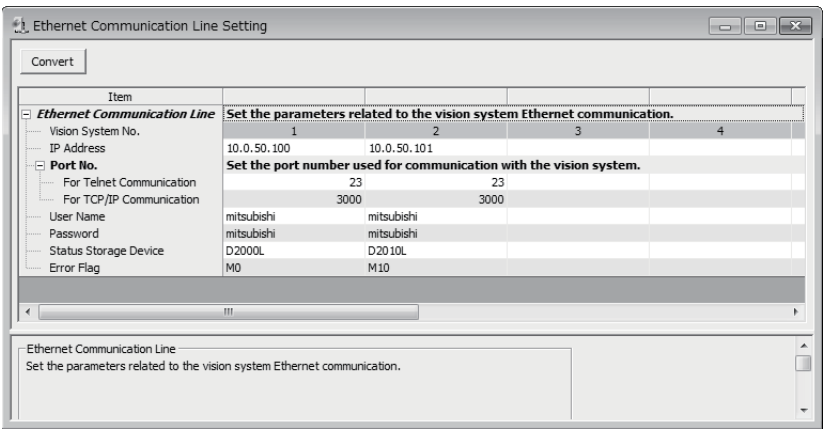 Ethernet Communication Line Setting
Convert
Item
Ethernet Communication Line Set the parameters related to the vision system Ethernet communication.
Vision System No. 1 2 3 4
IP Address 10.0.50.100 10.0.50.101
Port No. Set the port number used for communication with the vision system.
For Telnet Communication 23 23
For TCP/IP Communication 3000 3000
User Name mitsubishi mitsubishi
Password mitsubishi mitsubishi
Status Storage Device D2000L D2010L
Error Flag M0 M10
Ethernet Communication Line
Set the parameters related to the vision system Ethernet communication.